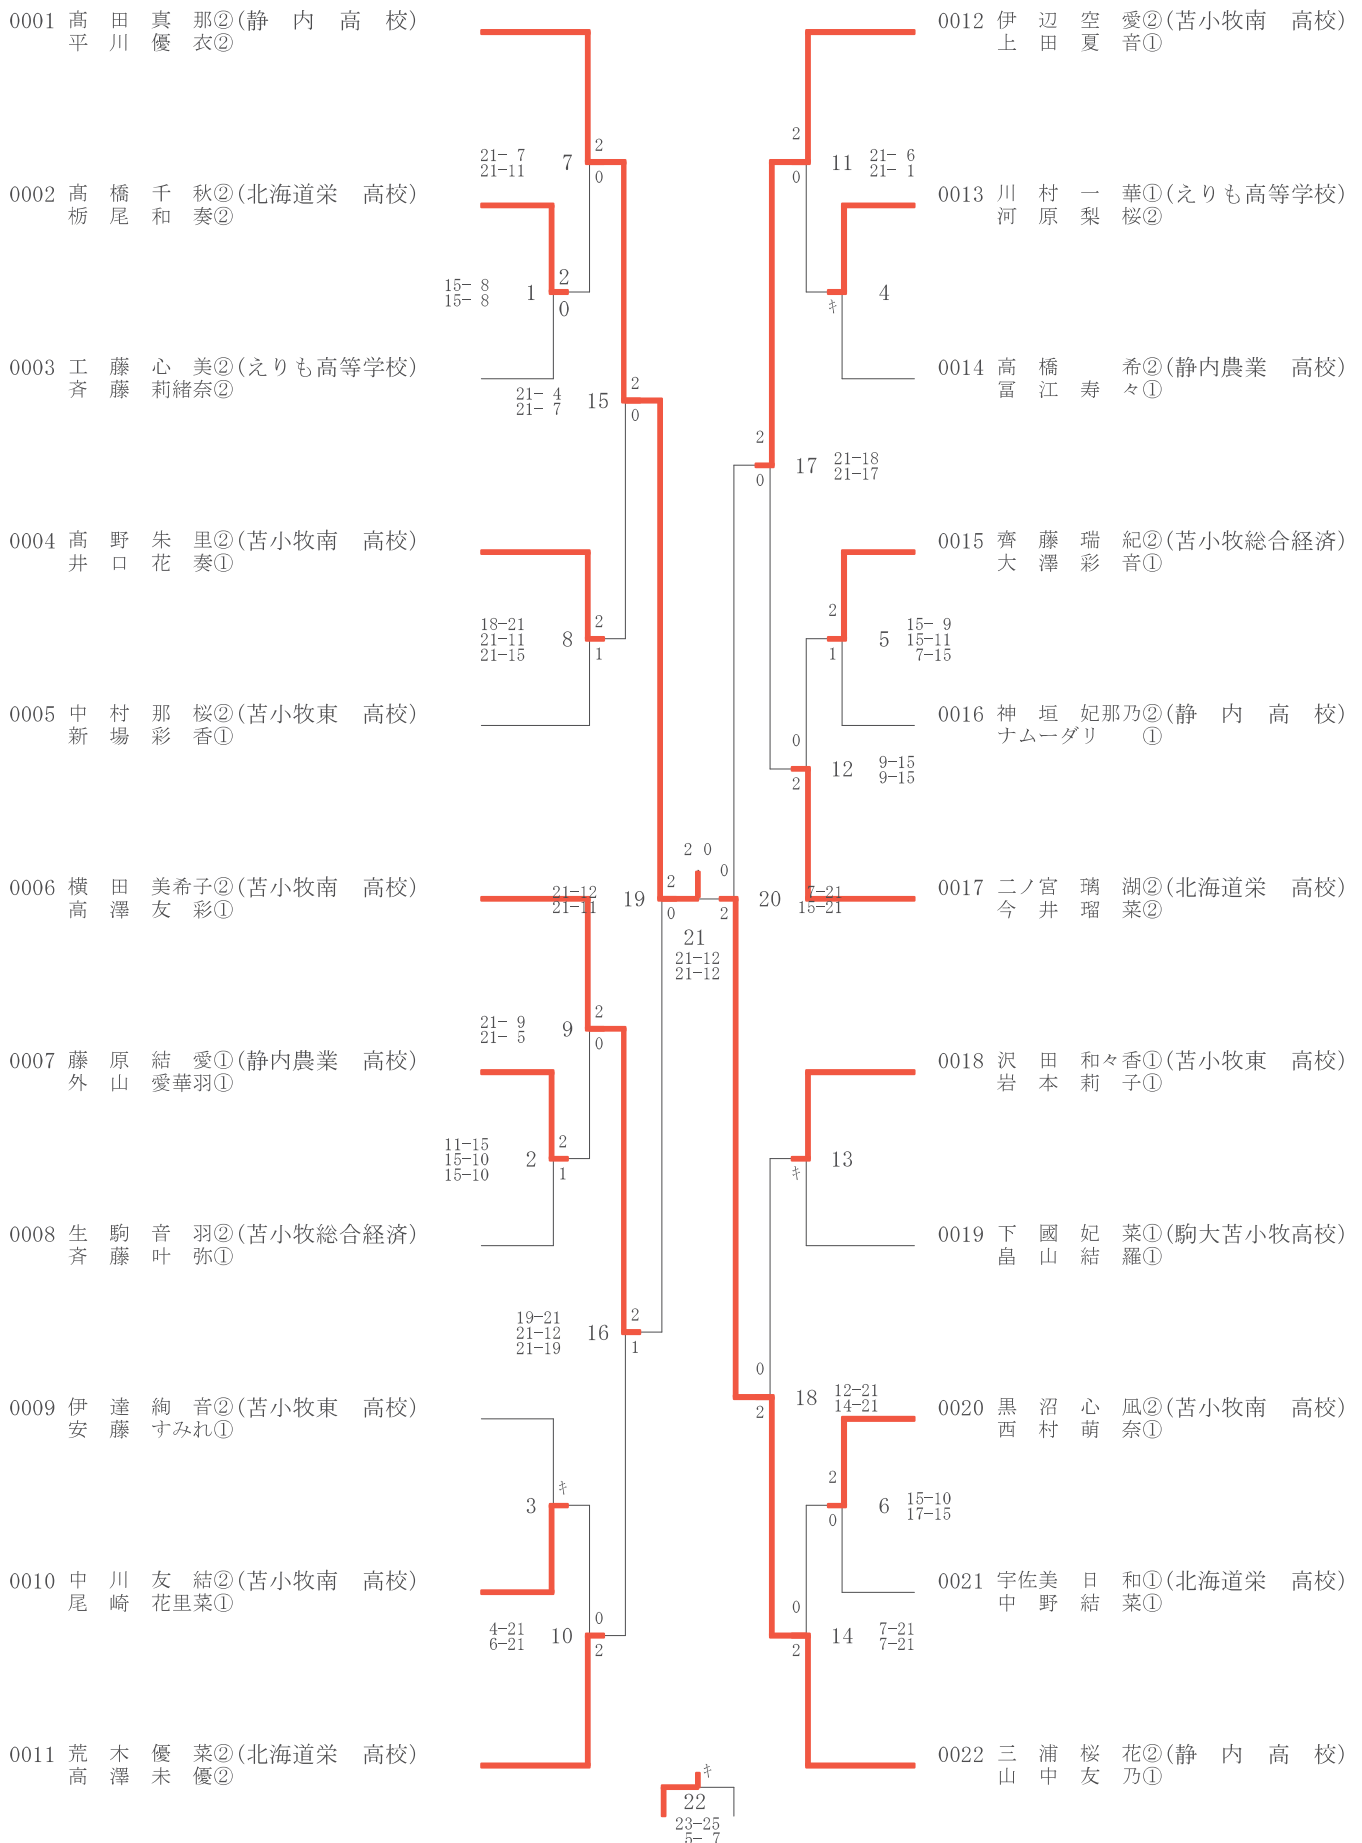 0001 髙 田 真 那②(静 内 高 校)
平 川 優 衣②
21- 7
21-11
7
2
0
0002 髙 橋 千 秋②(北海道栄 高校)
栃 尾 和 奏②
15- 8
15- 8
1
2
0
0003 工 藤 心 美②(えりも高等学校)
斉 藤 莉緒奈②
21- 4
21- 7
15
2
0
0004 髙 野 朱 里②(苫小牧南 高校)
井 口 花 奏①
18-21
21-11
21-15
8
2
1
0005 中 村 那 桜②(苫小牧東 高校)
新 場 彩 香①
0006 横 田 美希子②(苫小牧南 高校)
高 澤 友 彩①
21-12
21-11
19
2
0
21- 9
21- 5
9
2
0
0007 藤 原 結 愛①(静内農業 高校)
外 山 愛華羽①
11-15
15-10
15-10
2
2
1
0008 生 駒 音 羽②(苫小牧総合経済)
斉 藤 叶 弥①
19-21
21-12
21-19
16
2
1
0009 伊 達 絢 音②(苫小牧東 高校)
安 藤 すみれ①
3
キ
0010 中 川 友 結②(苫小牧南 高校)
尾 崎 花里菜①
4-21
6-21
10
0
2
0011 荒 木 優 菜②(北海道栄 高校)
高 澤 未 優②
2 0
21
21-12
21-12
キ
22
23-25
5- 7
0012 伊 辺 空 愛②(苫小牧南 高校)
上 田 夏 音①
2
0
11
21- 6
21- 1
0013 川 村 一 華①(えりも高等学校)
河 原 梨 桜②
キ
4
0014 高 橋 希②(静内農業 高校)
冨 江 寿 々①
2
0
17
21-18
21-17
0015 齊 藤 瑞 紀②(苫小牧総合経済)
大 澤 彩 音①
2
1
5
15- 9
15-11
7-15
0016 神 垣 妃那乃②(静 内 高 校)
ナムーダリ ①
0
2
12
9-15
9-15
0
2
20
7-21
15-21
0017 二ノ宮 璃 湖②(北海道栄 高校)
今 井 瑠 菜②
0018 沢 田 和々香①(苫小牧東 高校)
岩 本 莉 子①
キ
13
0019 下 國 妃 菜①(駒大苫小牧高校)
畠 山 結 羅①
0
2
18
12-21
14-21
0020 黒 沼 心 凪②(苫小牧南 高校)
西 村 萌 奈①
2
0
6
15-10
17-15
0021 宇佐美 日 和①(北海道栄 高校)
中 野 結 菜①
0
2
14
7-21
7-21
0022 三 浦 桜 花②(静 内 高 校)
山 中 友 乃①